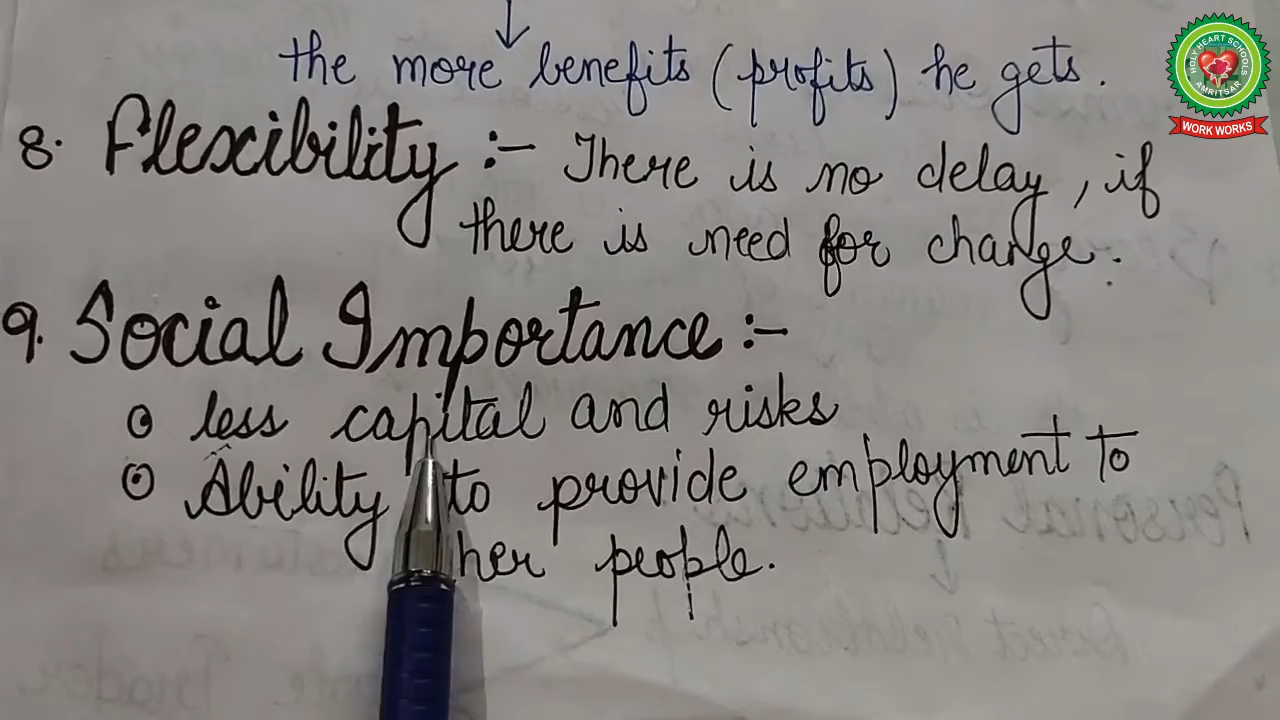 the more benefits (profits) he gets.
8. Flexibility :- There is no delay, if
there is need for change.
9. Social Importance :-
less capital and risks
Ability to provide employment to
her people.
HOLY HEART SCHOOLS
AMRITSAR
WORK WORKS